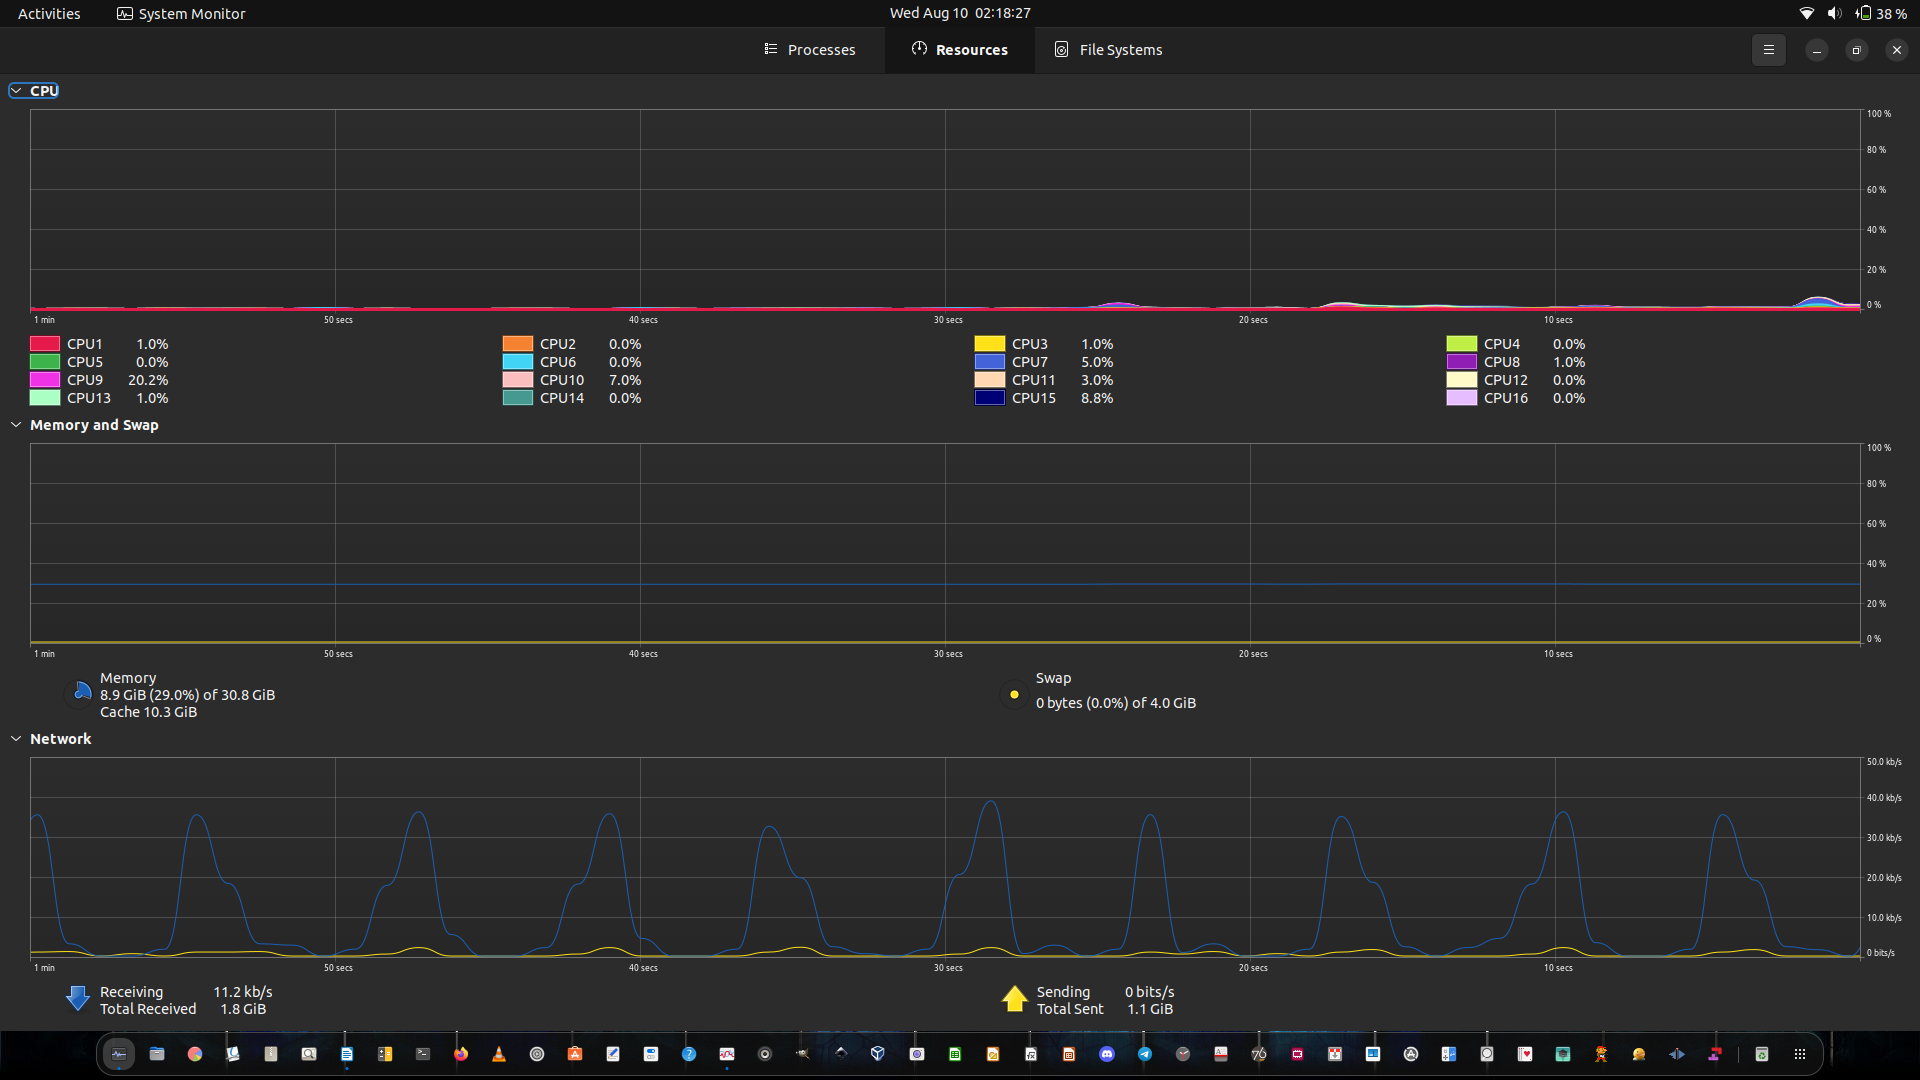 Activities System Monitor Wed Aug 10 02:18:27 38 %
Processes Resources File Systems
CPU
100 %
80 %
60 %
40 %
20 %
0 %
1 min 50 secs 40 secs 30 secs 20 secs 10 secs
CPU1 1.0% CPU2 0.0% CPU3 1.0% CPU4 0.0%
CPU5 0.0% CPU6 0.0% CPU7 5.0% CPU8 1.0%
CPU9 20.2% CPU10 7.0% CPU11 3.0% CPU12 0.0%
CPU13 1.0% CPU14 0.0% CPU15 8.8% CPU16 0.0%
Memory and Swap
100 %
80 %
60 %
40 %
20 %
0 %
1 min 50 secs 40 secs 30 secs 20 secs 10 secs
Memory Swap
8.9 GiB (29.0%) of 30.8 GiB 0 bytes (0.0%) of 4.0 GiB
Cache 10.3 GiB
Network
50.0 kb/s
40.0 kb/s
30.0 kb/s
20.0 kb/s
10.0 kb/s
0 bits/s
1 min 50 secs 40 secs 30 secs 20 secs 10 secs
Receiving 11.2 kb/s Sending 0 bits/s
Total Received 1.8 GiB Total Sent 1.1 GiB
76